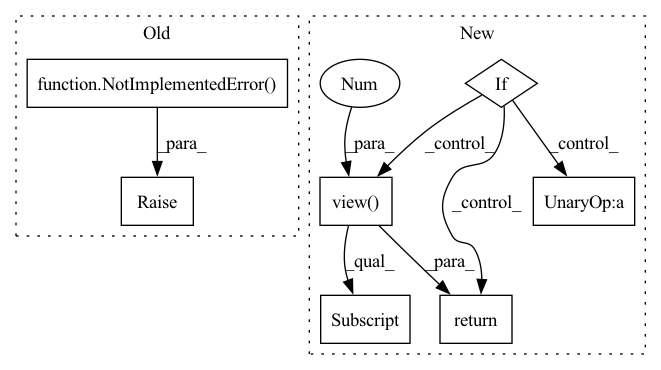 Old
New
function.NotImplementedError()
Num
If
_para_
_para_
_control_
_control_
Raise
view()
_control_
UnaryOp:a
_qual_
_para_
Subscript
return